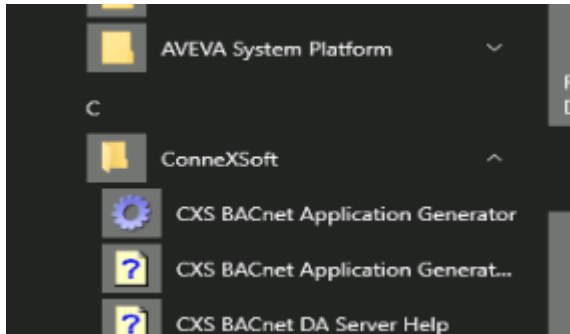 AVEVA System Platform
C
ConneXSoft
CXS BACnet Application Generator
CXS BACnet Application Generat...
CXS BACnet DA Server Help